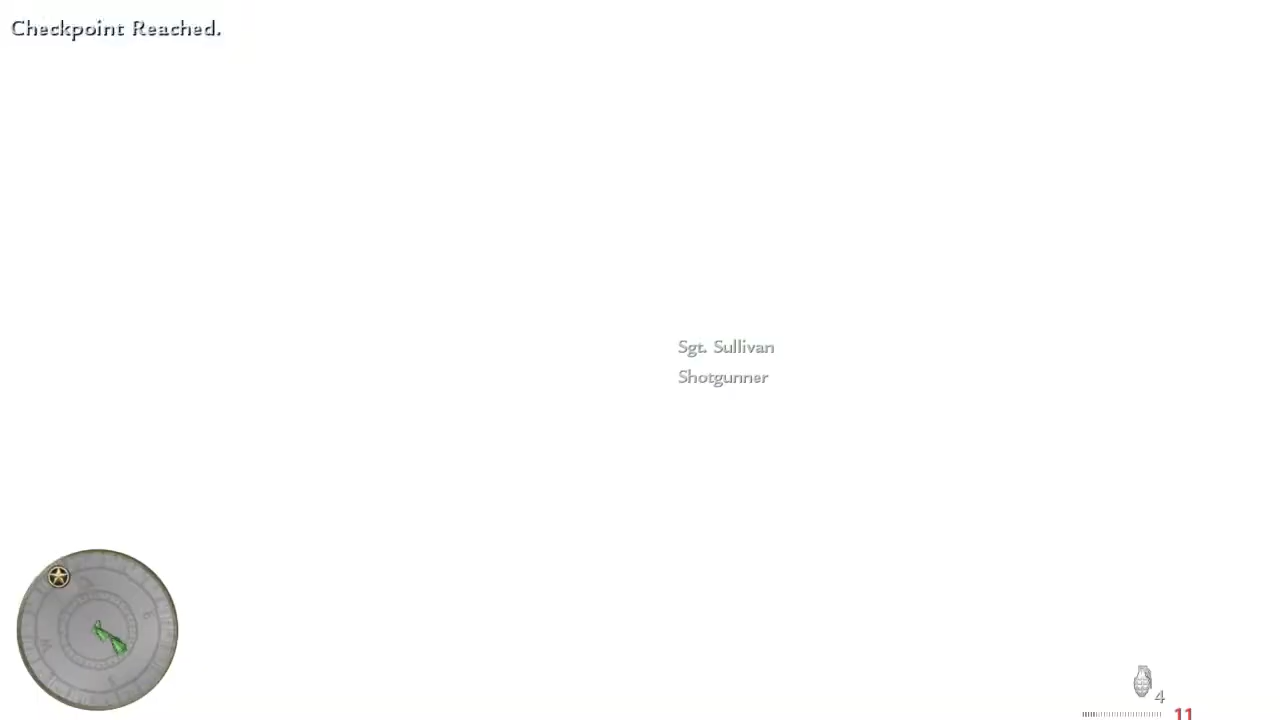 Checkpoint Reached.
Sgt. Sullivan
Shotgunner
W
4
11